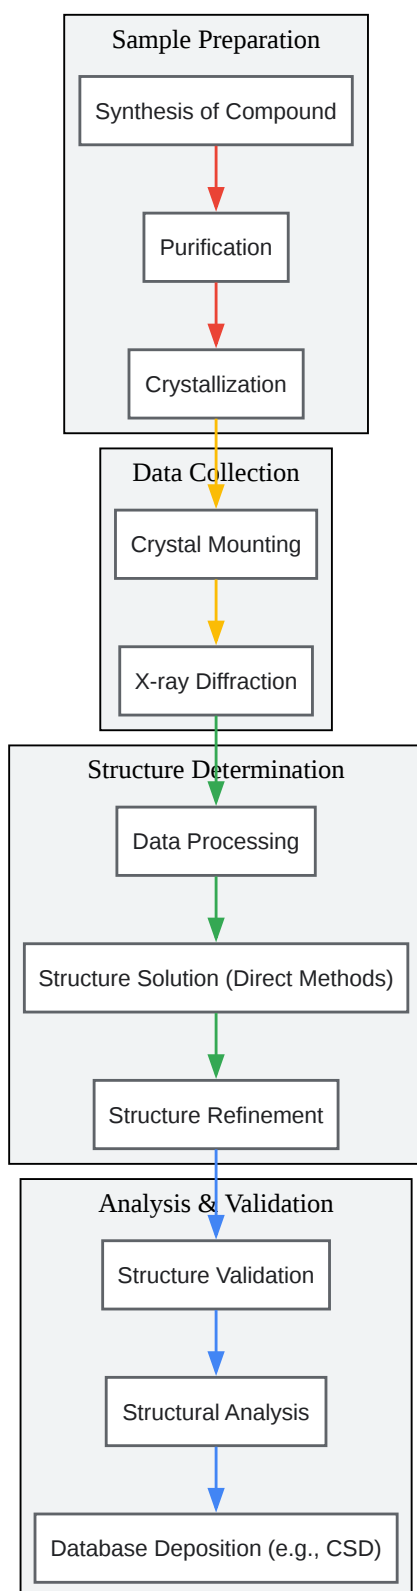 Sample Preparation
Synthesis of Compound
Purification
Crystallization
Data Collection
Crystal Mounting
X-ray Diffraction
Structure Determination
Data Processing
Structure Solution (Direct Methods)
Structure Refinement
Analysis & Validation
Structure Validation
Structural Analysis
Database Deposition (e.g., CSD)